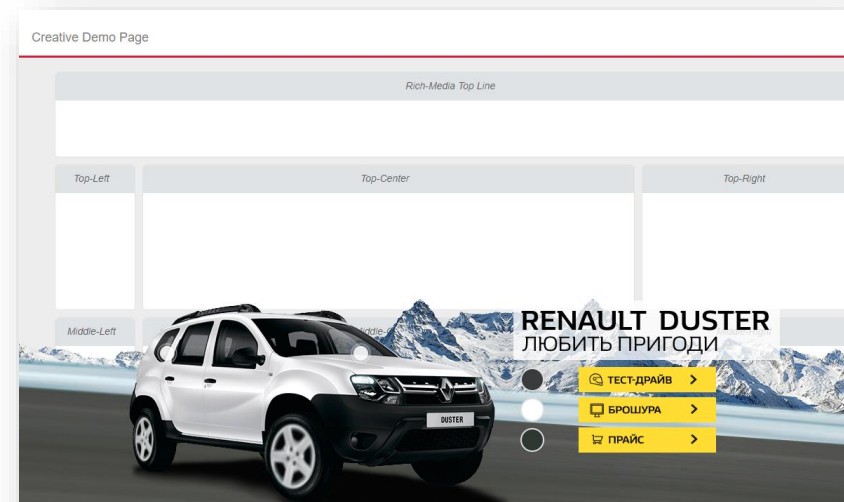 Creative Demo Page
Rich-Media Top Line
Top-Left
Top-Center
Top-Right
Middle-Left
RENAULT DUSTER
ЛЮБИТЬ ПРИГОДИ
ТЕСТ-ДРАЙВ
БРОШУРА
ПРАЙС
DUSTER